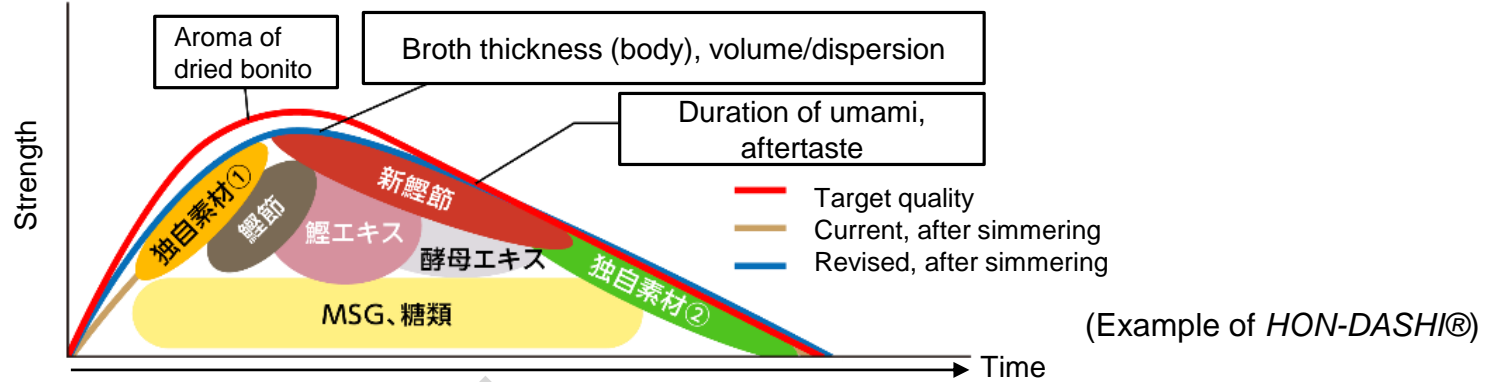 Aroma of
dried bonito
Broth thickness (body), volume/dispersion
Duration of umami,
aftertaste
Strength
独自素材①
鰹節
鰹エキス
新鰹節
酵母エキス
独自素材②
MSG、糖類
Target quality
Current, after simmering
Revised, after simmering
(Example of HON-DASHI®)
Time